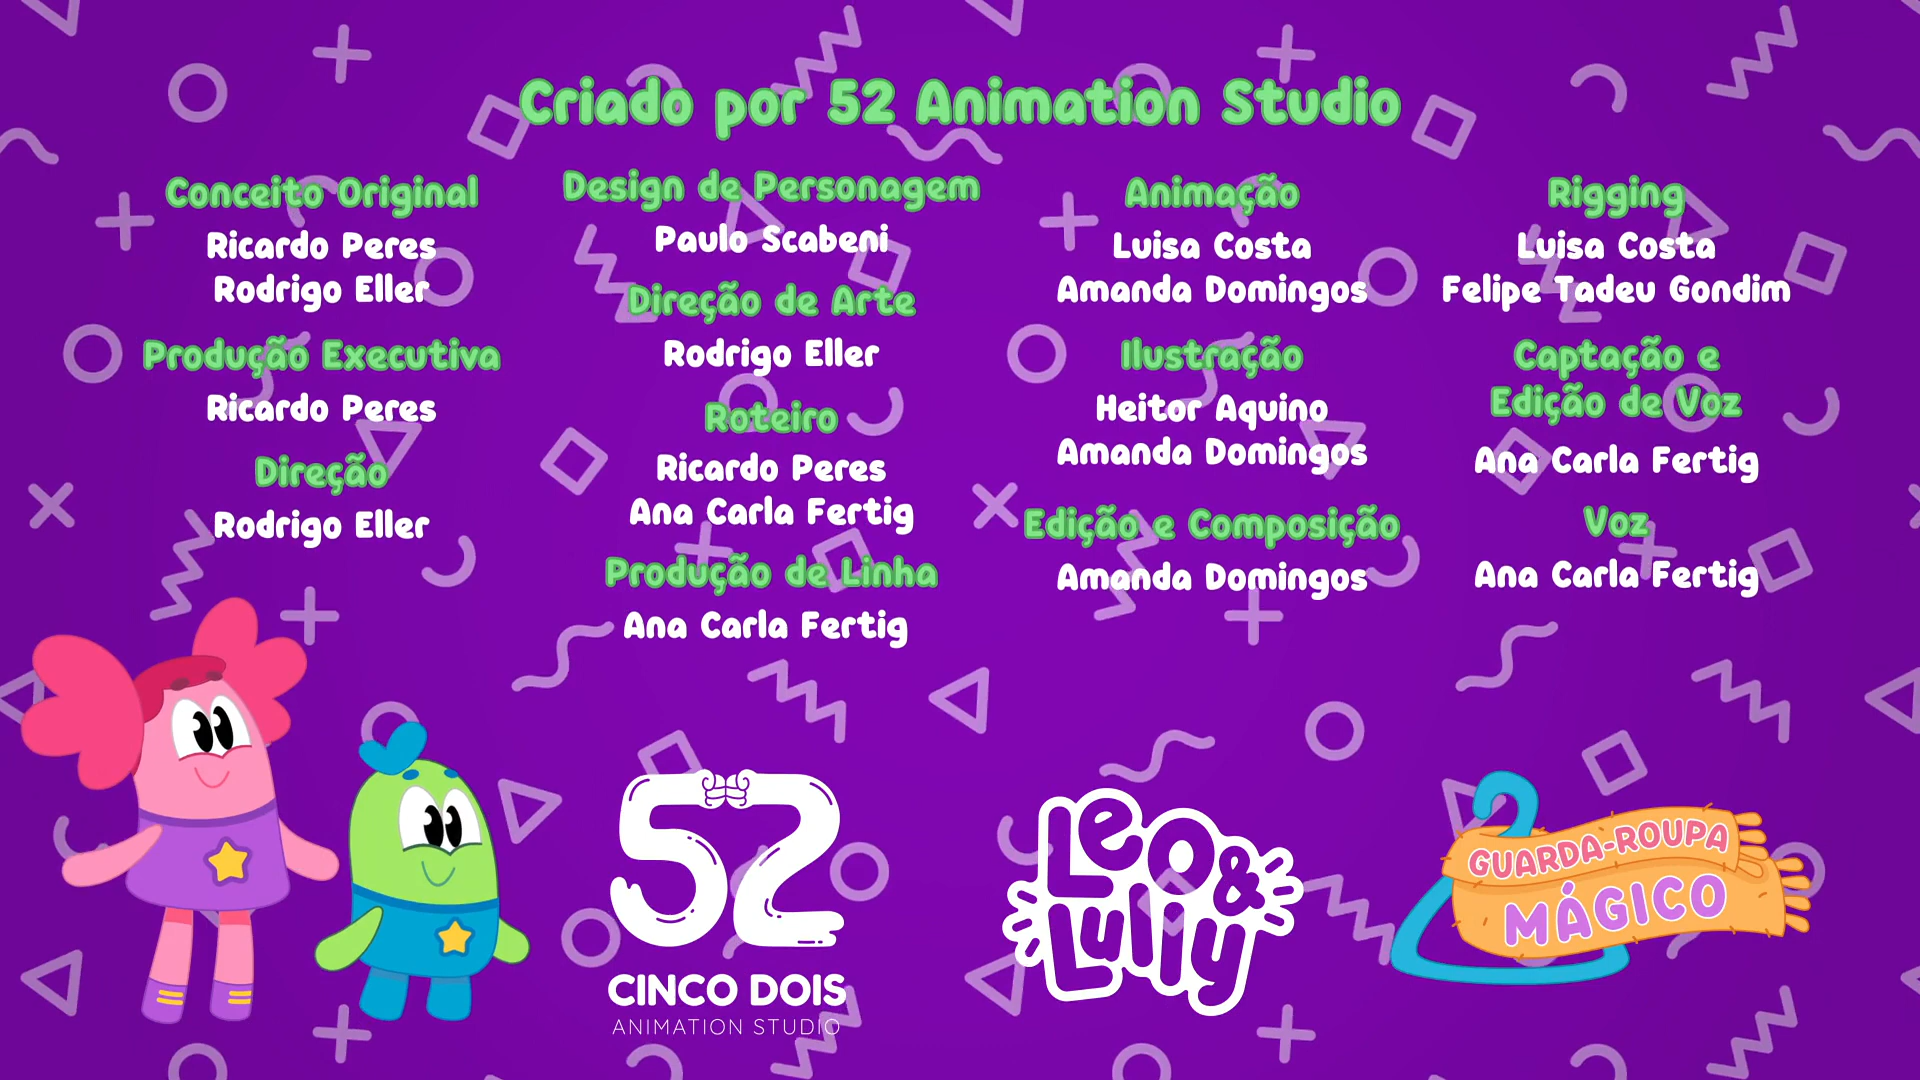 Criado por 52 Animation Studio
Conceito Original
Ricardo Peres
Rodrigo Eller
Produção Executiva
Ricardo Peres
Direção
Rodrigo Eller
Design de Personagem
Paulo Scabeni
Direção de Arte
Rodrigo Eller
Roteiro
Ricardo Peres
Ana Carla Fertig
Produção de Linha
Ana Carla Fertig
Animação
Luisa Costa
Amanda Domingos
Ilustração
Heitor Aquino
Amanda Domingos
Edição e Composição
Amanda Domingos
Rigging
Luisa Costa
Felipe Tadeu Gondim
Captação e
Edição de Voz
Ana Carla Fertig
Voz
Ana Carla Fertig
52
CINCO DOIS
ANIMATION STUDIO
Leo &
Lully
GUARDA-ROUPA
MÁGICO